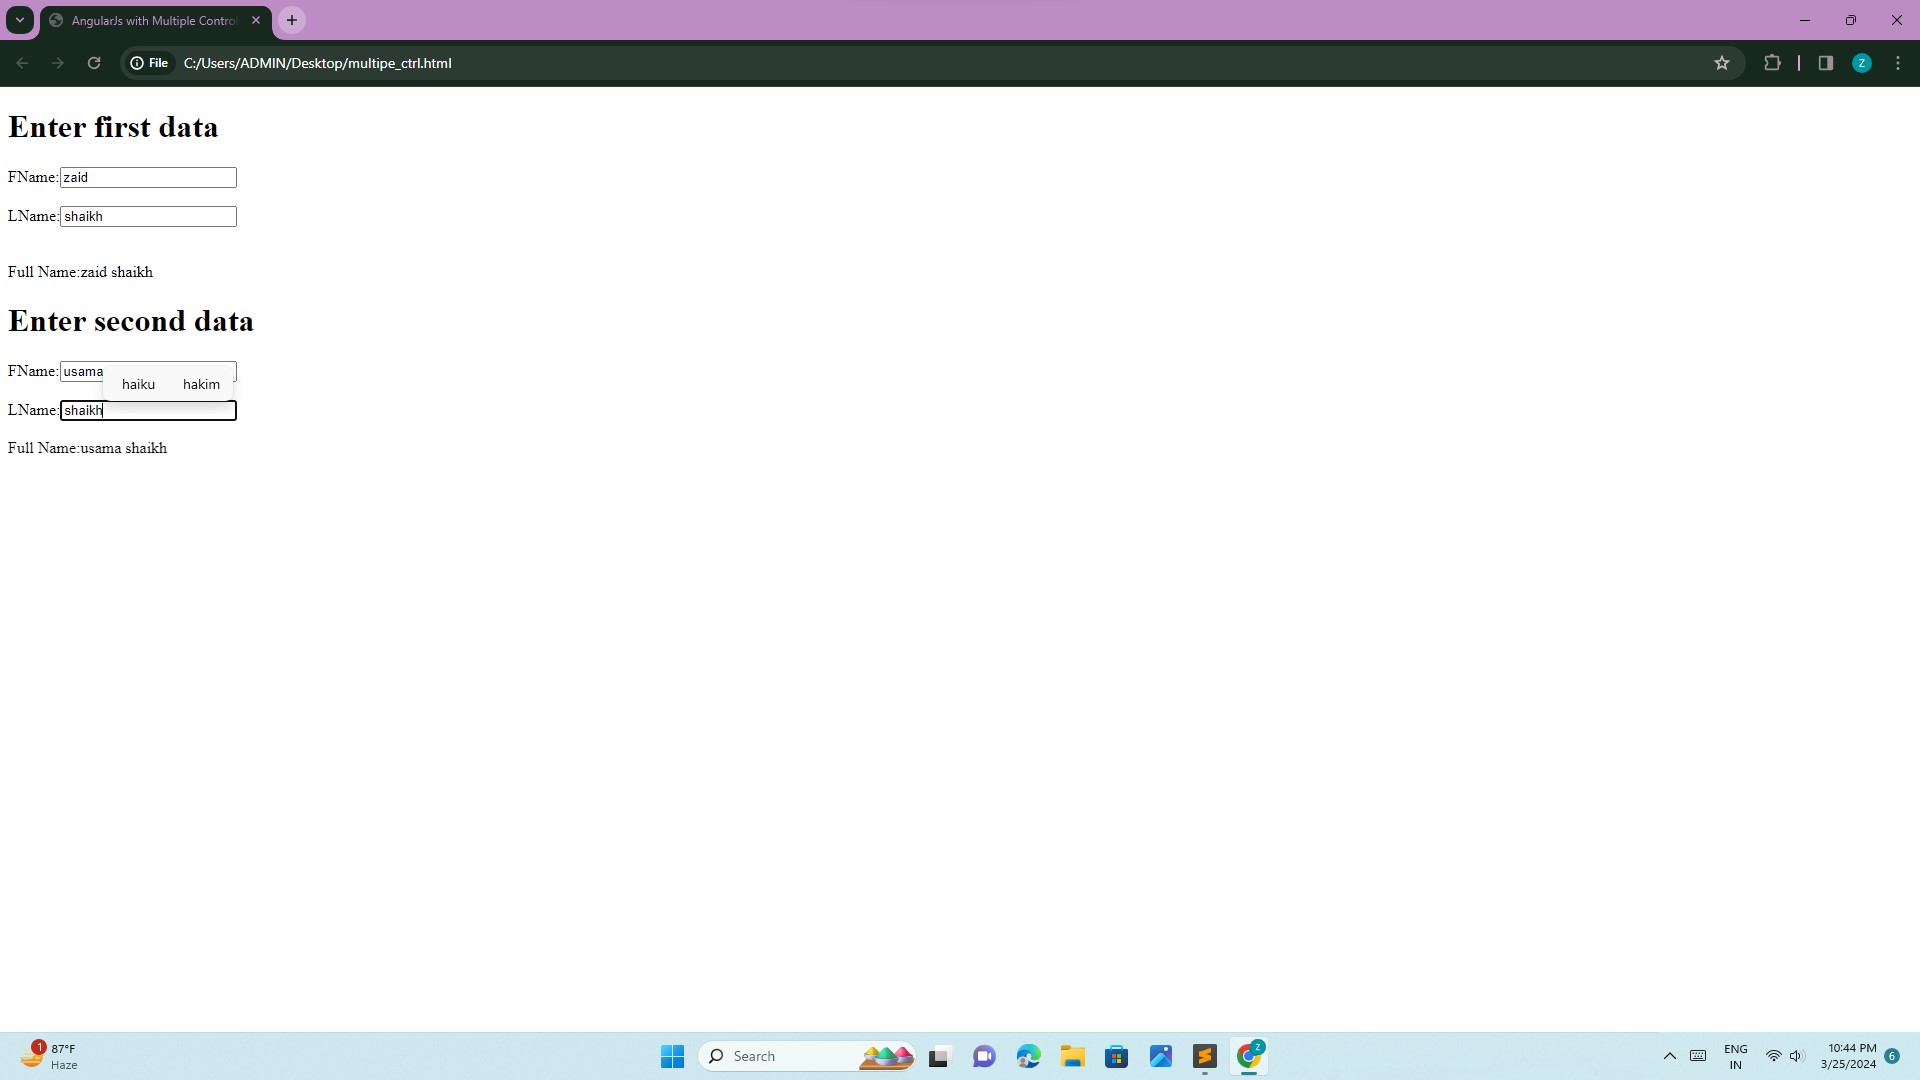 AngularJs with Multiple Control
File C:/Users/ADMIN/Desktop/multipe_ctrl.html
Z
Enter first data
FName: zaid
LName: shaikh
Full Name:zaid shaikh
Enter second data
FName: usama
haiku hakim
LName: shaikh
Full Name:usama shaikh
1
87°F
Haze
Search
Z
ENG
IN
10:44 PM
3/25/2024
6